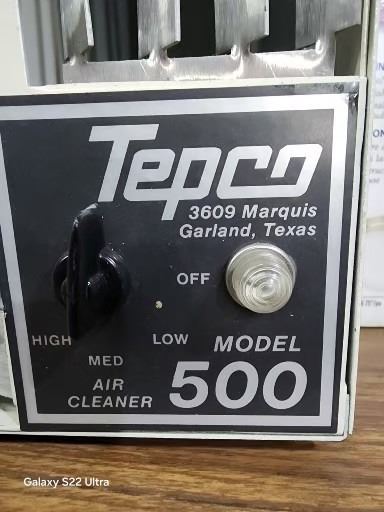 Tepco
3609 Marquis
Garland, Texas
OFF
HIGH
LOW
MED
MODEL
500
AIR
CLEANER
Galaxy S22 Ultra